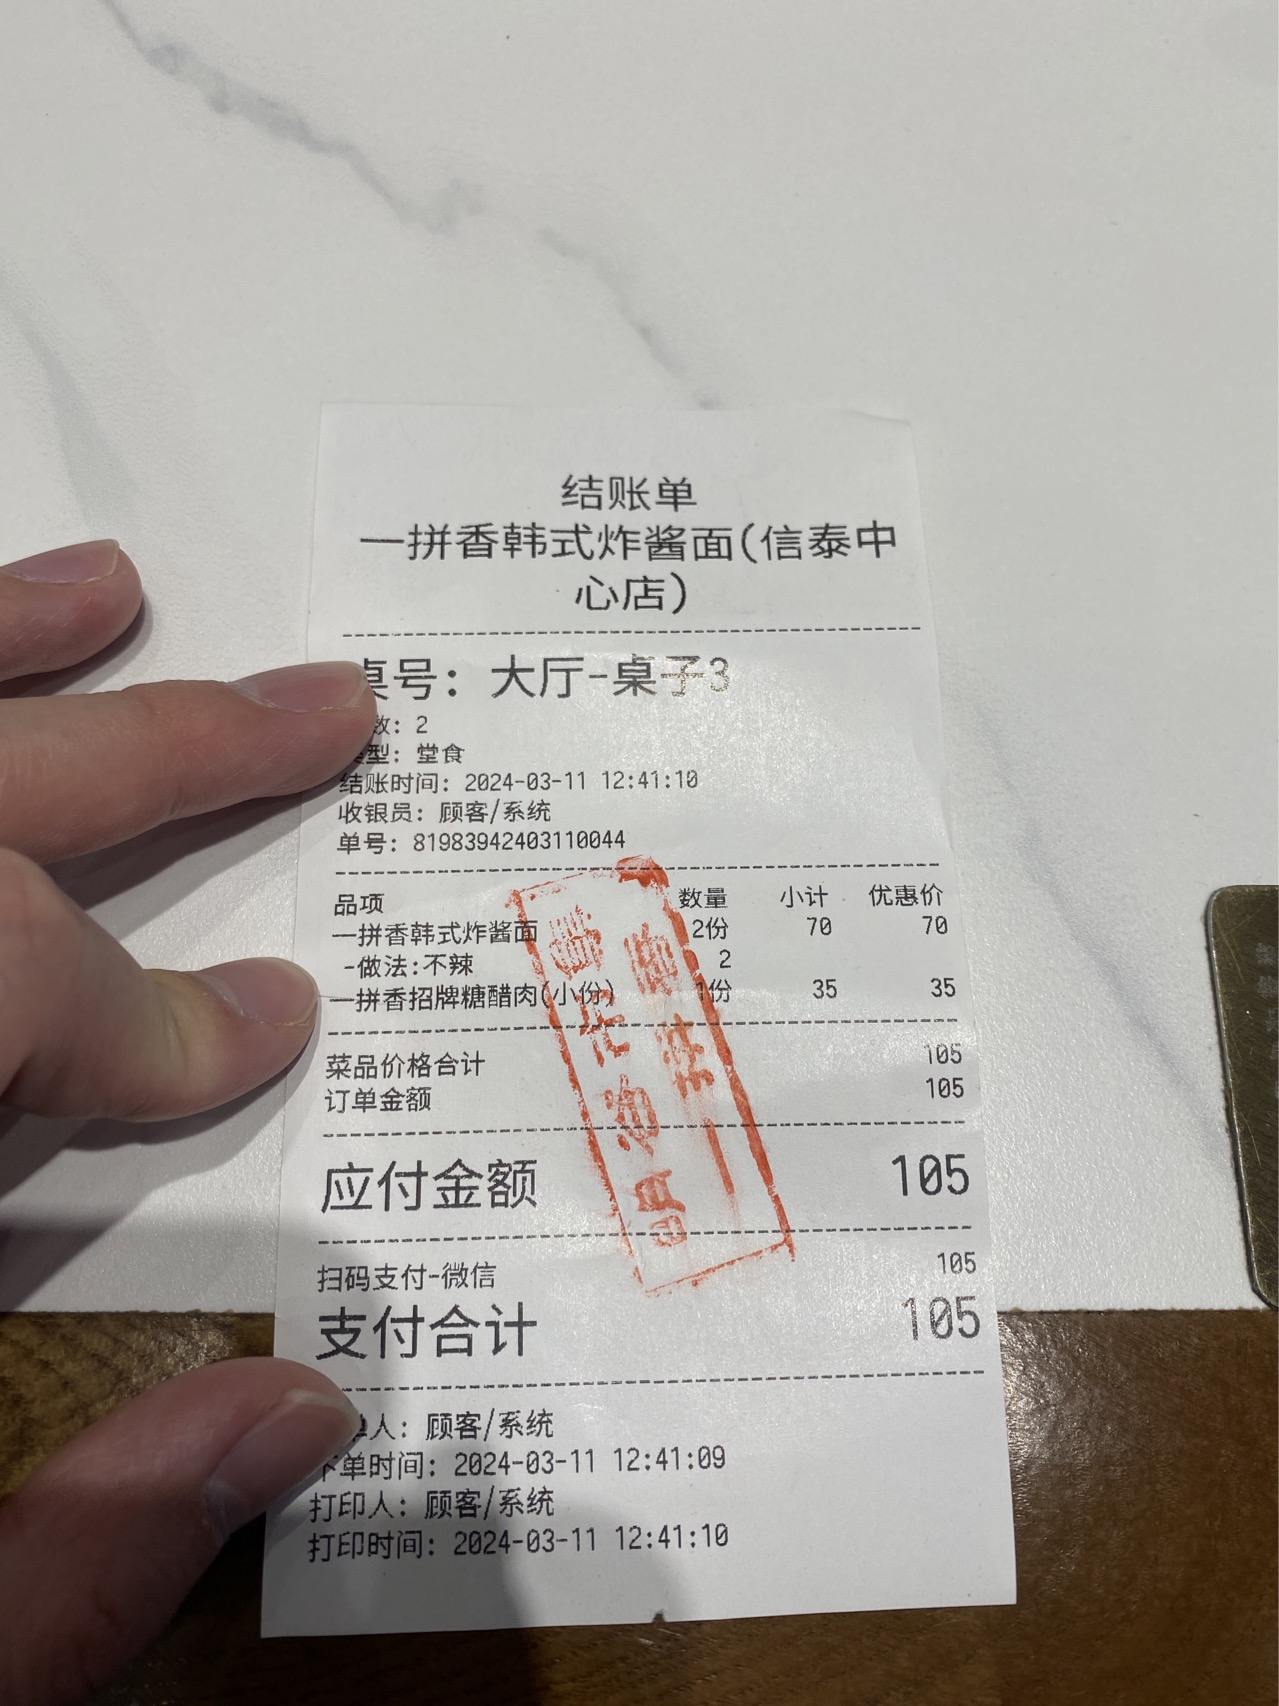 结账单
一拼香韩式炸酱面(信泰中
心店)
桌号：大厅-桌子3
数：2
型：堂食
结账时间：2024-03-11 12:41:10
收银员：顾客/系统
单号：81983942403110044
品项 数量 小计 优惠价
一拼香韩式炸酱面 2份 70 70
-做法:不辣 2
一拼香招牌糖醋肉(小份) 1份 35 35
菜品价格合计 105
订单金额 105
应付金额 105
扫码支付-微信 105
支付合计 105
单人：顾客/系统
下单时间：2024-03-11 12:41:09
打印人：顾客/系统
打印时间：2024-03-11 12:41:10